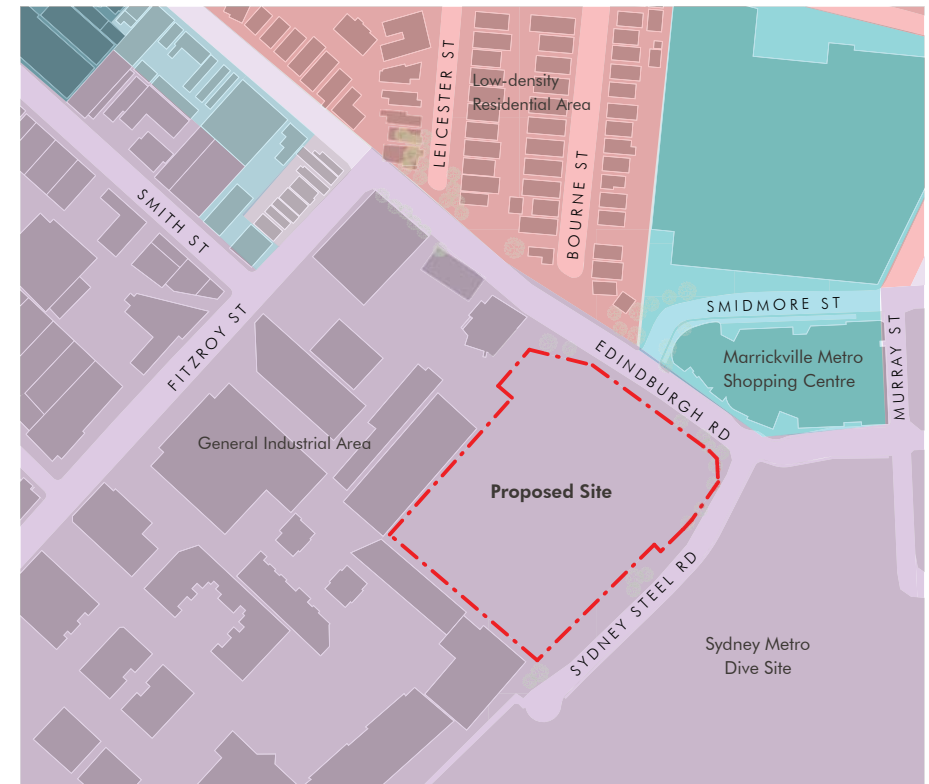 LEICESTER ST
Low-density
Residential Area
BOURNE ST
SMITH ST
SMIDMORE ST
FITZROY ST
EDINDBURGH RD
Marrickville Metro
Shopping Centre
MURRAY ST
General Industrial Area
Proposed Site
SYDNEY STEEL RD
Sydney Metro
Dive Site